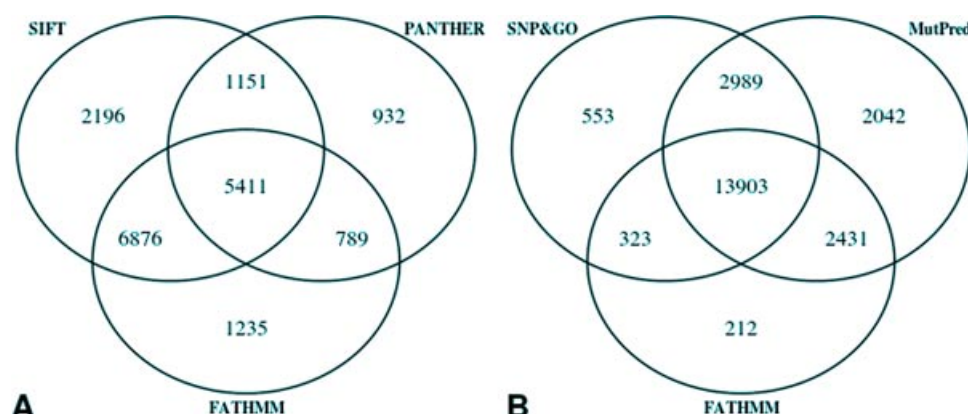 SIFT PANTHER SNP&GO MutPred
1151 2989
2196 932 553 2042
5411 13903
6876 789 323 2431
1235 212
A FATHMM B FATHMM